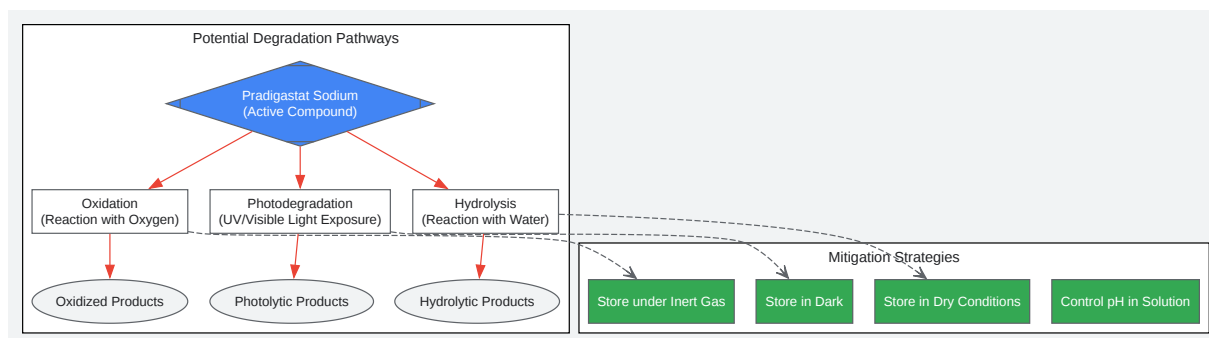 Potential Degradation Pathways
Pradigastat Sodium
(Active Compound)
Oxidation
(Reaction with Oxygen)
Photodegradation
(UV/Visible Light Exposure)
Hydrolysis
(Reaction with Water)
Oxidized Products
Photolytic Products
Hydrolytic Products
Mitigation Strategies
Store under Inert Gas
Store in Dark
Store in Dry Conditions
Control pH in Solution